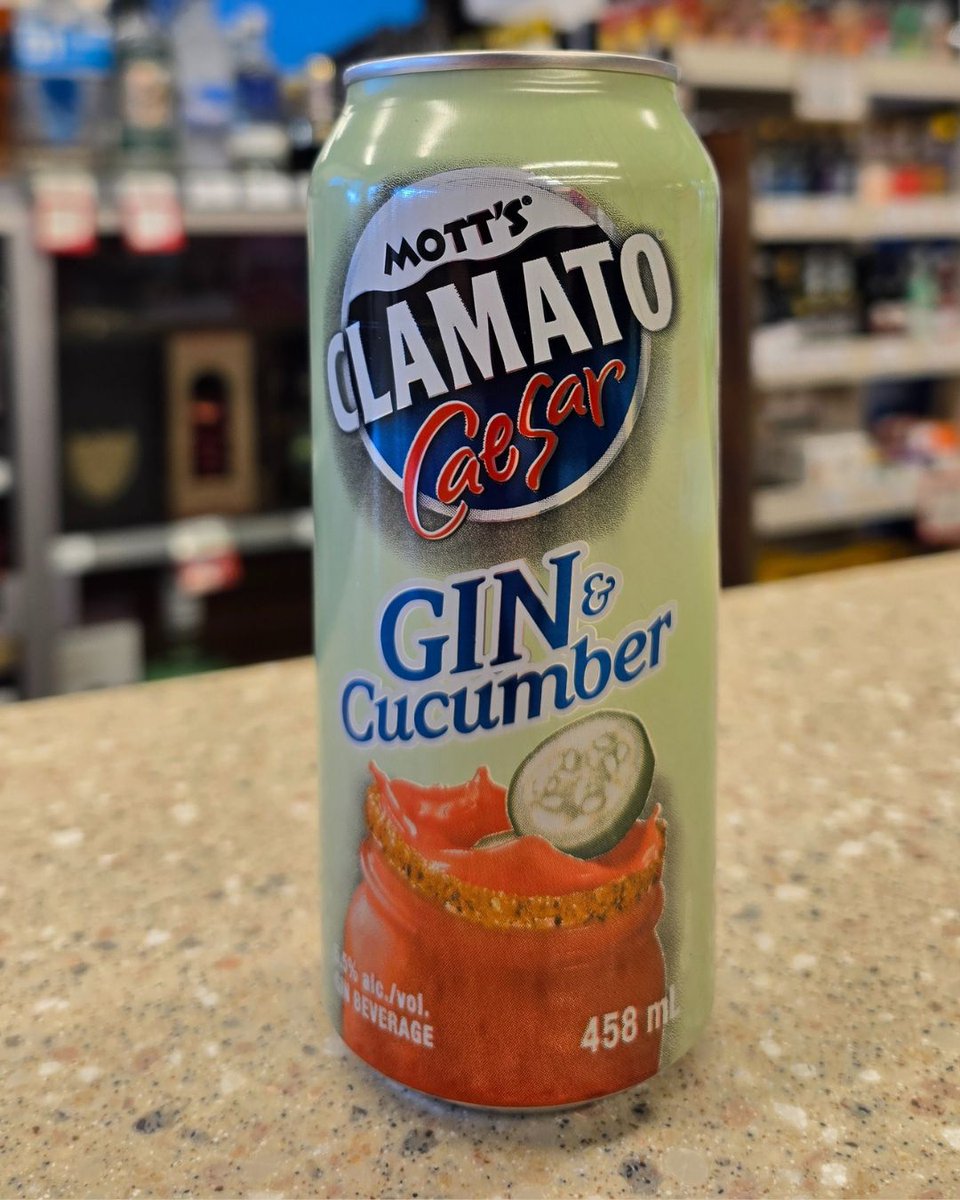 MOTT'S
CLAMATO
Caesar
GIN &
Cucumber
alc./vol.
BEVERAGE
458 mL